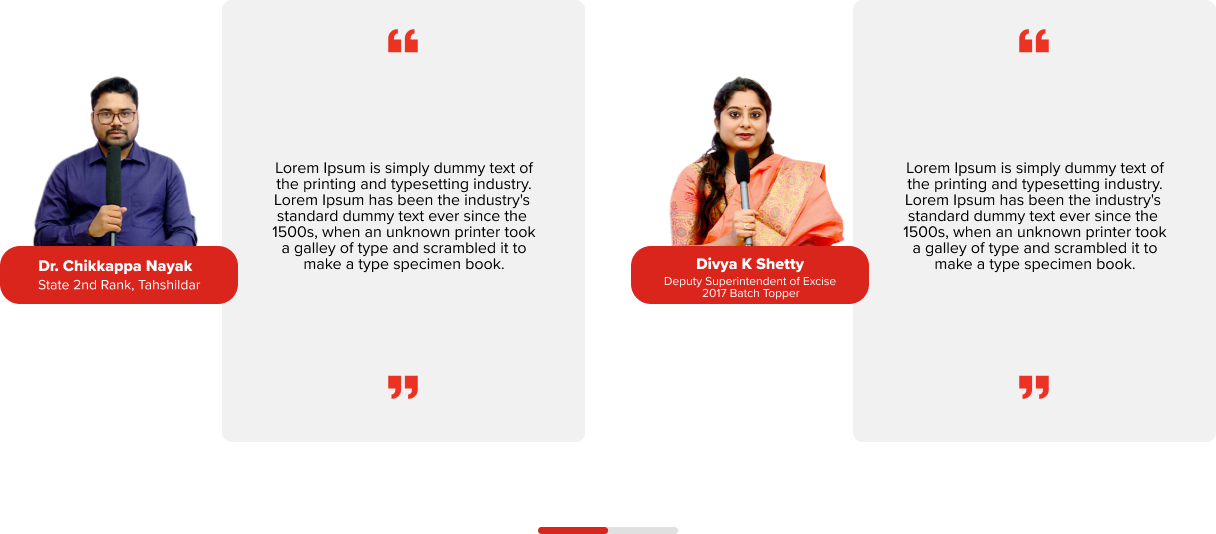 “
Lorem Ipsum is simply dummy text of
the printing and typesetting industry.
Lorem Ipsum has been the industry's
standard dummy text ever since the
1500s, when an unknown printer took
a galley of type and scrambled it to
make a type specimen book.
”
Dr. Chikkappa Nayak
State 2nd Rank, Tahshildar
“
Lorem Ipsum is simply dummy text of
the printing and typesetting industry.
Lorem Ipsum has been the industry's
standard dummy text ever since the
1500s, when an unknown printer took
a galley of type and scrambled it to
make a type specimen book.
”
Divya K Shetty
Deputy Superintendent of Excise
2017 Batch Topper